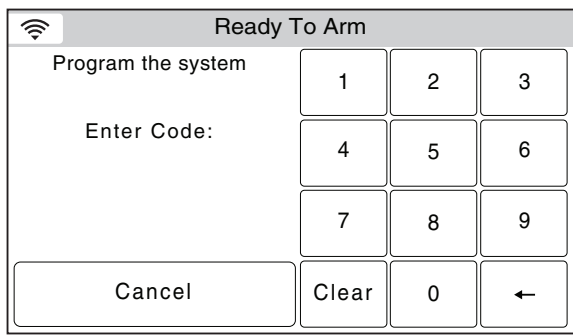 Ready To Arm
Program the system
Enter Code:
1 2 3
4 5 6
7 8 9
Cancel Clear 0 ←